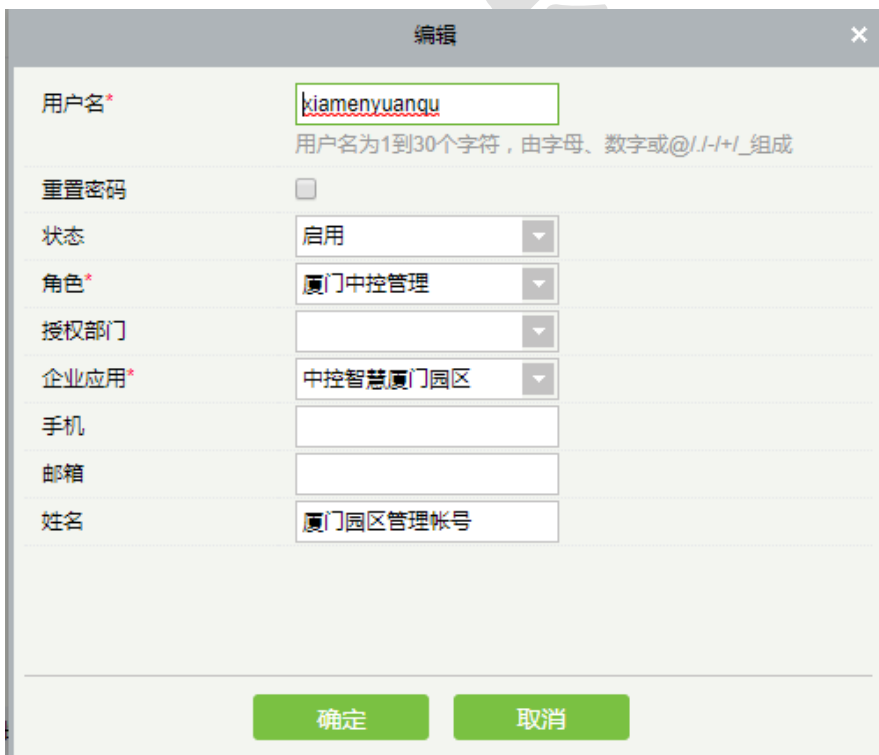 编辑
×
用户名* xiamenyuanqu
用户名为1到30个字符，由字母、数字或@/./-/+/_组成
重置密码
状态 启用
角色* 厦门中控管理
授权部门
企业应用* 中控智慧厦门园区
手机
邮箱
姓名 厦门园区管理帐号
确定 取消